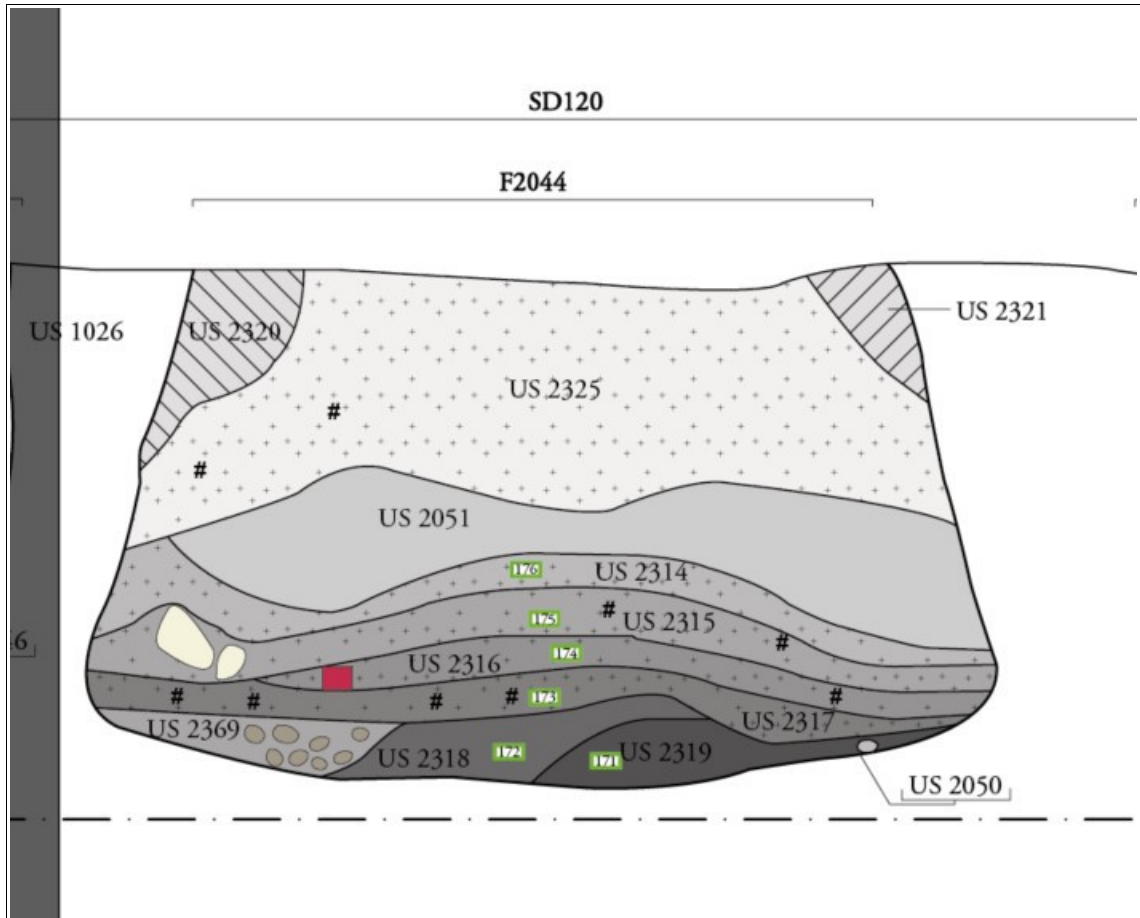 SD120
F2044
US 1026
US 2320
US 2321
US 2325
#
#
US 2051
176
US 2314
175
#
US 2315
#
174
US 2316
#
#
#
#
173
#
US 2317
US 2369
US 2318
172
171
US 2319
US 2050